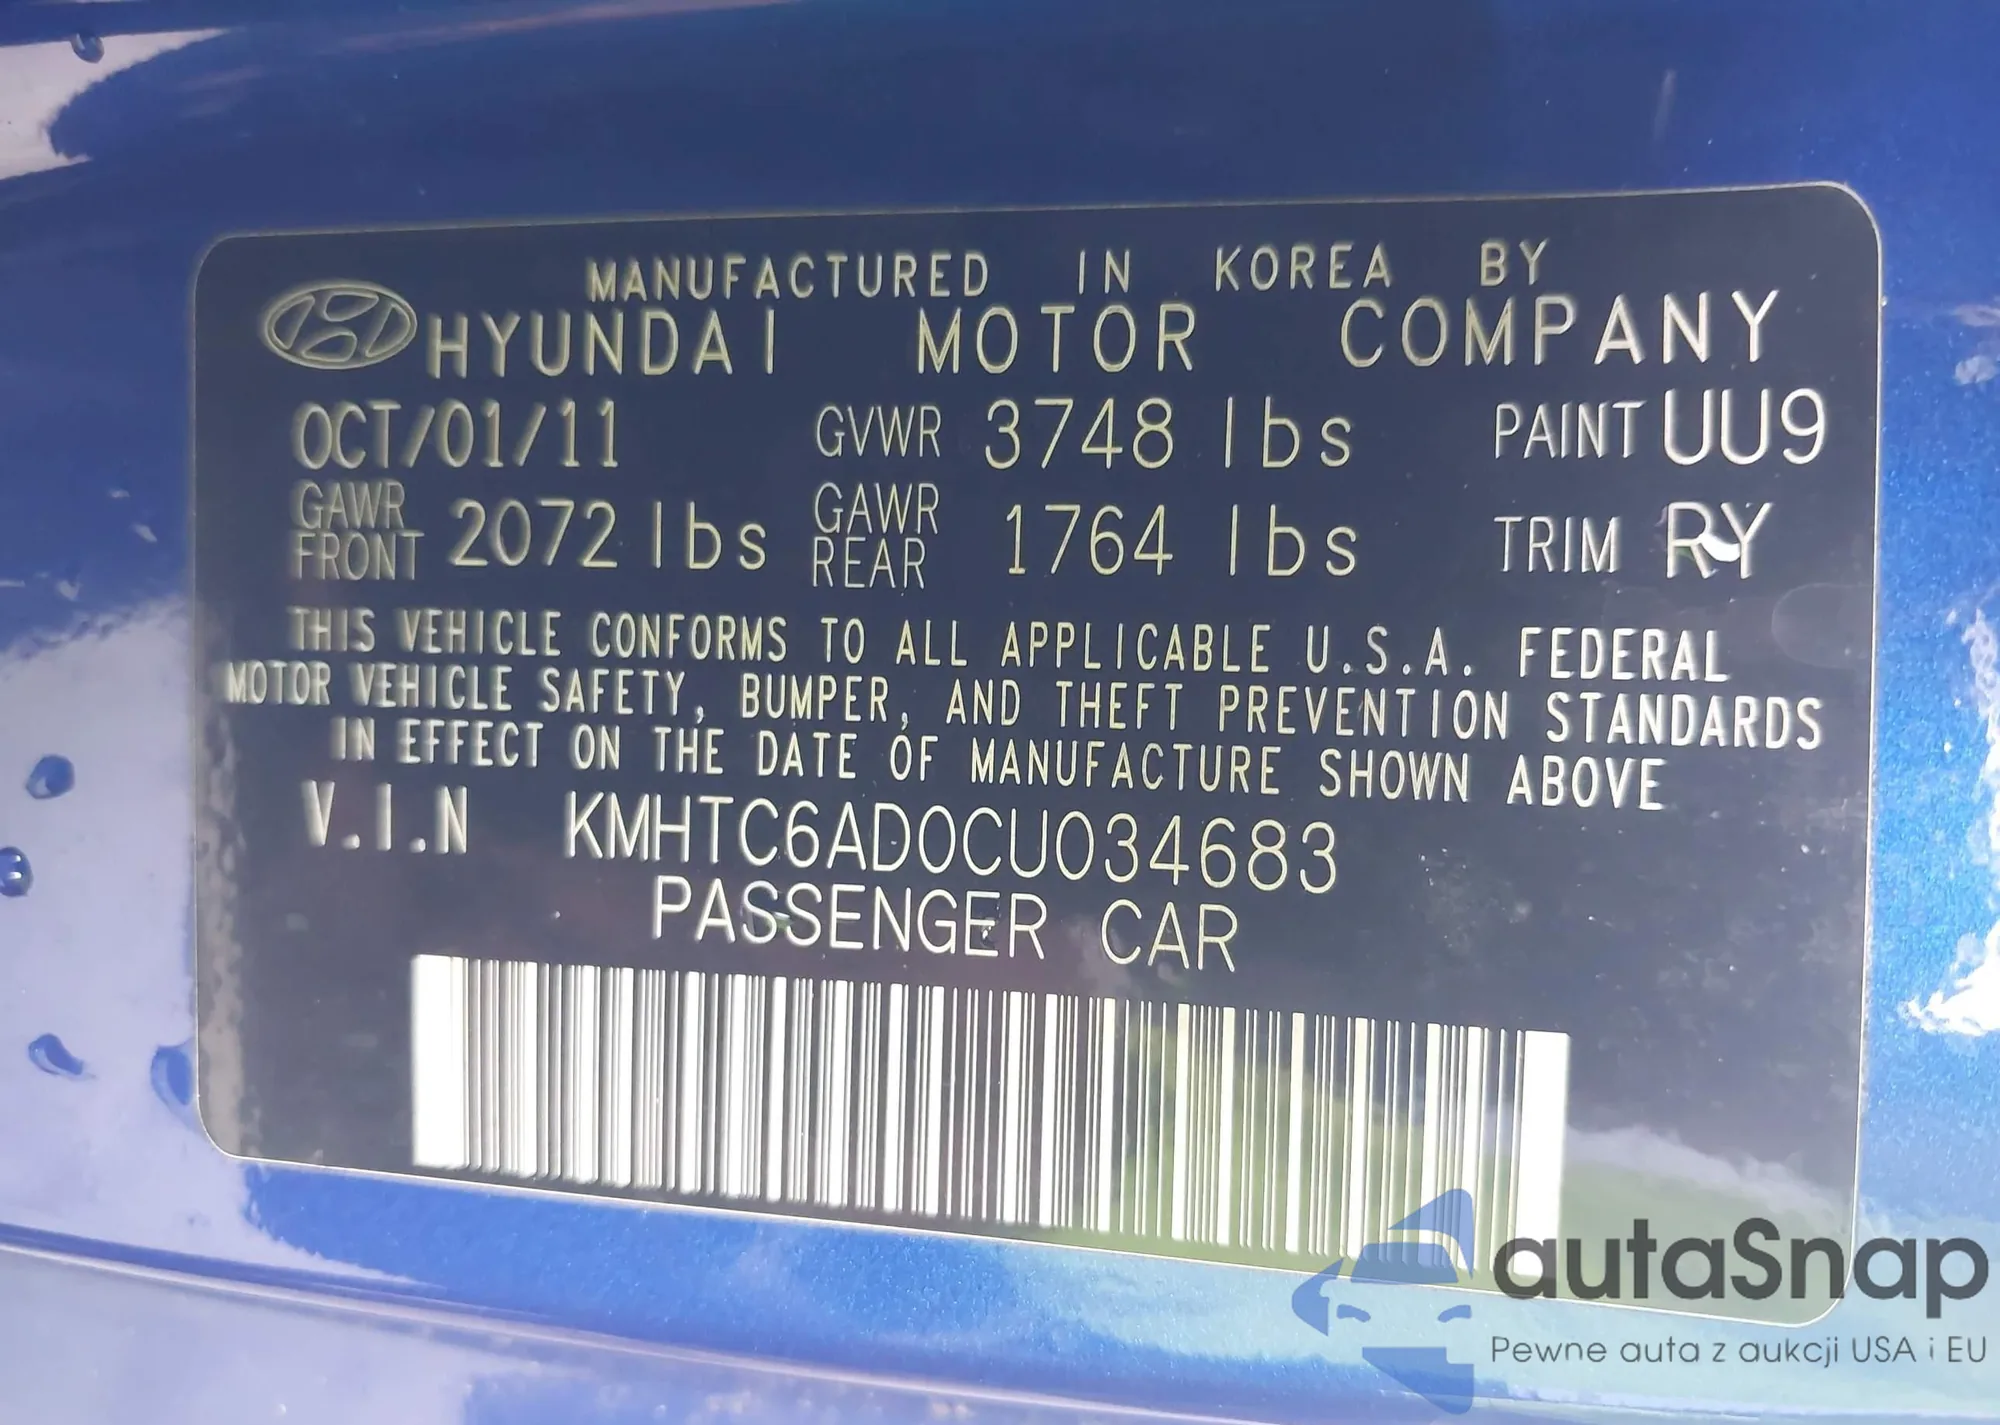 MANUFACTURED IN KOREA BY
HYUNDAI MOTOR COMPANY
OCT/01/11 GVWR 3748 lbs PAINT UU9
GAWR FRONT 2072 lbs GAWR REAR 1764 lbs TRIM RY
THIS VEHICLE CONFORMS TO ALL APPLICABLE U.S.A. FEDERAL
MOTOR VEHICLE SAFETY, BUMPER, AND THEFT PREVENTION STANDARDS
IN EFFECT ON THE DATE OF MANUFACTURE SHOWN ABOVE
V.I.N KMHTC6AD0CU034683
PASSENGER CAR
autaSnap
Pewne auta z aukcji USA i EU